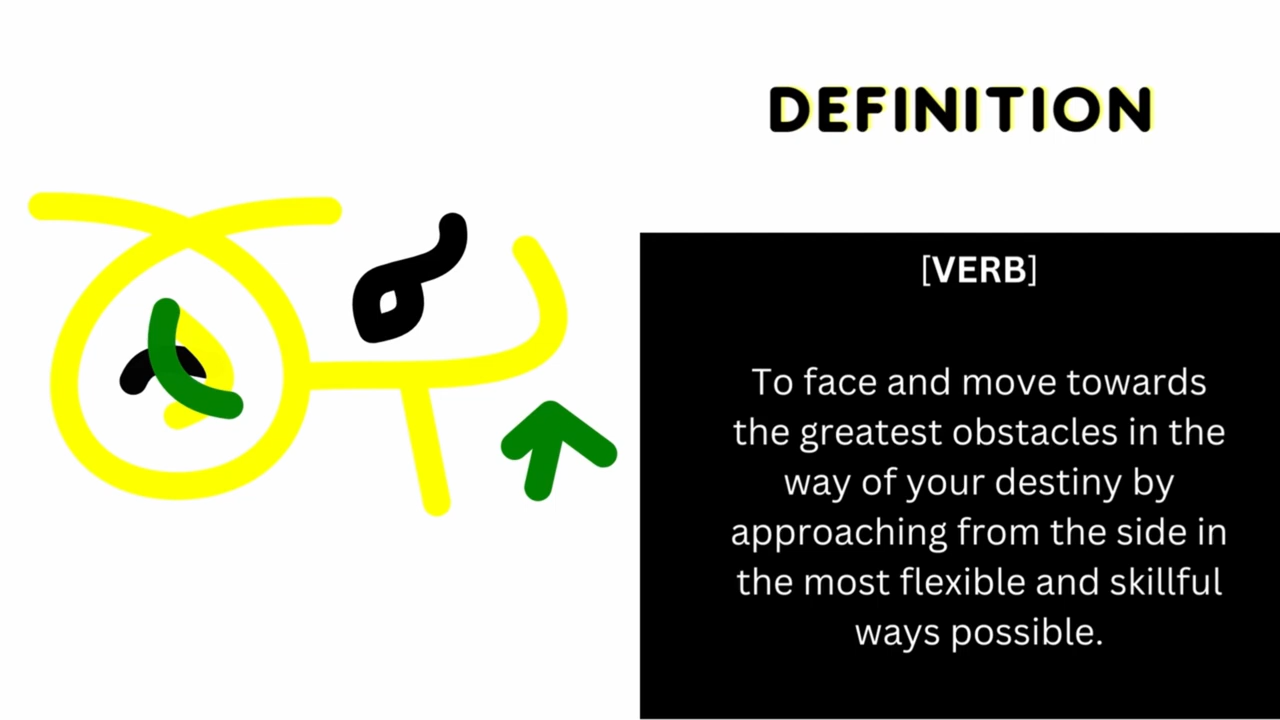 DEFINITION
[VERB]
To face and move towards
the greatest obstacles in the
way of your destiny by
approaching from the side in
the most flexible and skillful
ways possible.